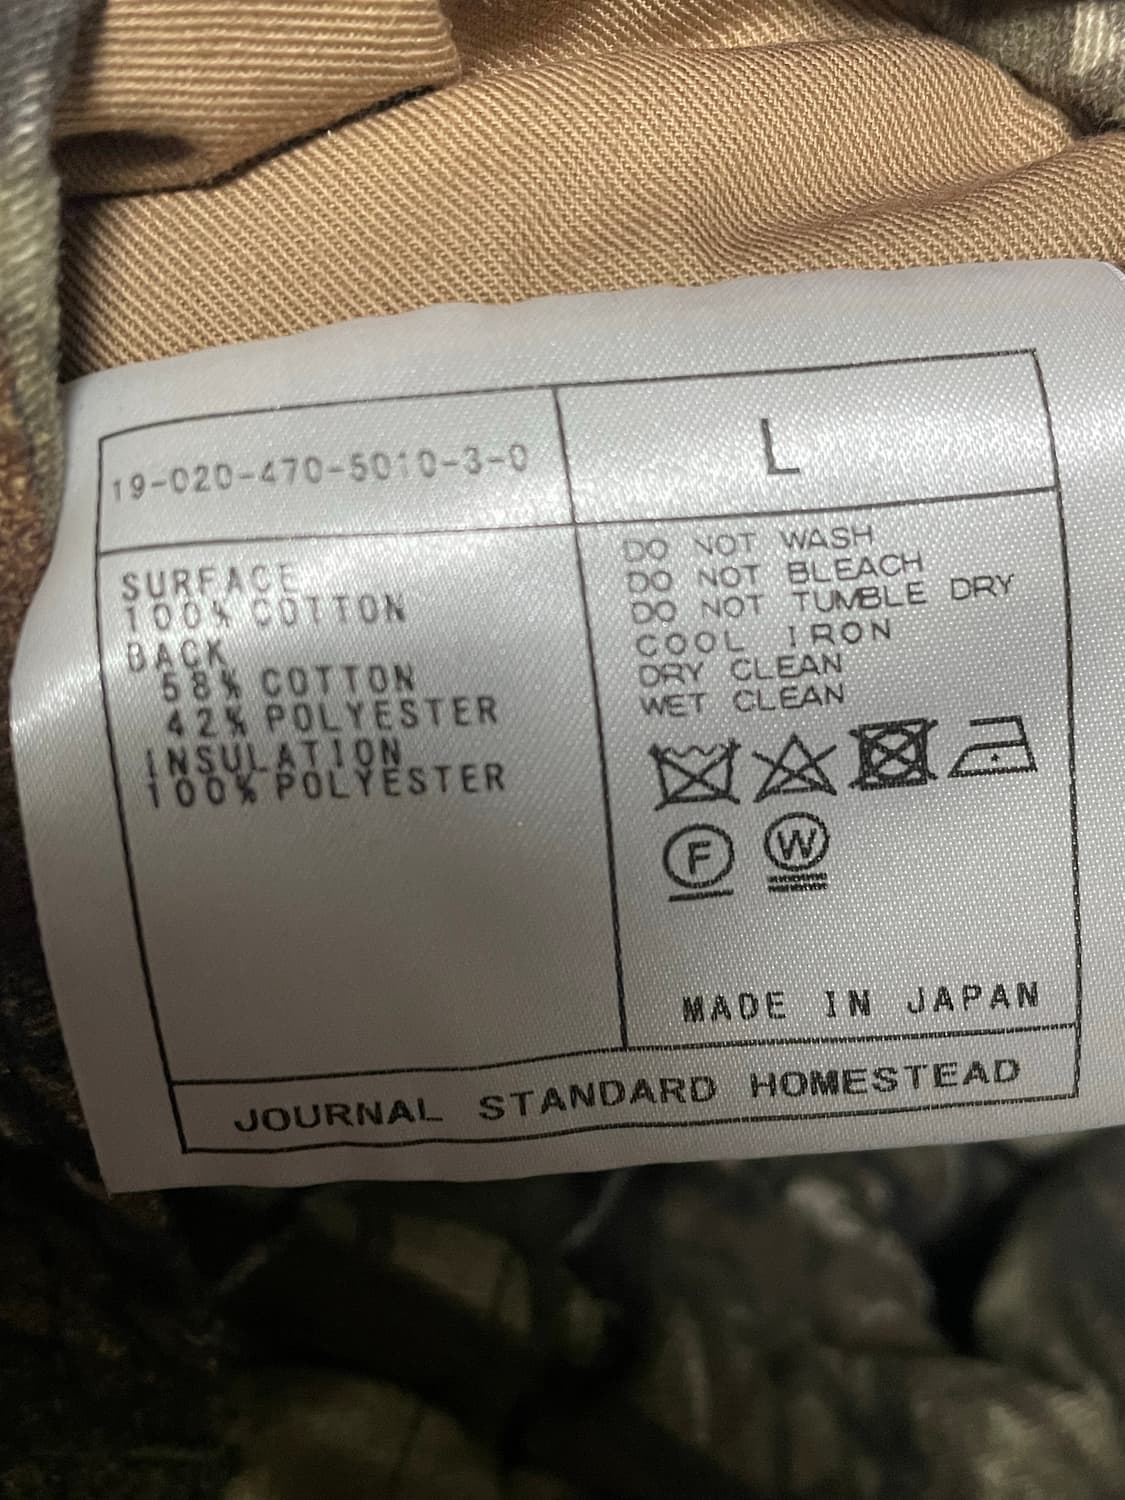 19-020-470-5010-3-0
L
SURFACE
100% COTTON
BACK
58% COTTON
42% POLYESTER
INSULATION
100% POLYESTER
DO NOT WASH
DO NOT BLEACH
DO NOT TUMBLE DRY
COOL IRON
DRY CLEAN
WET CLEAN
F W
MADE IN JAPAN
JOURNAL STANDARD HOMESTEAD